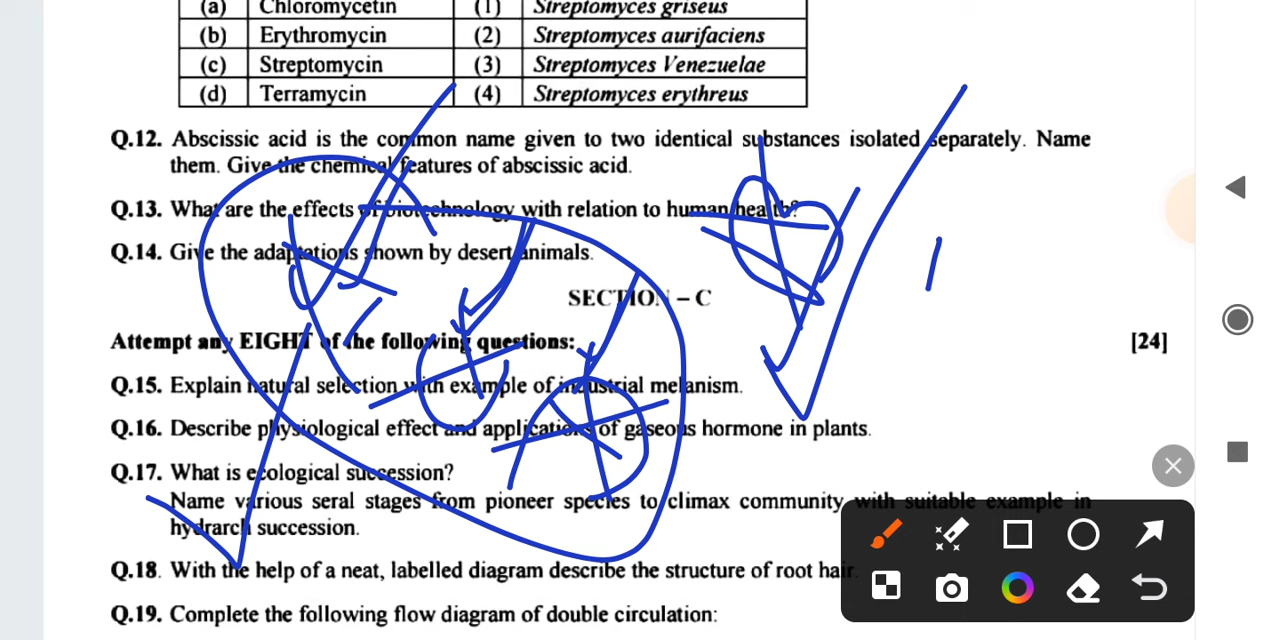 (a) Chloromycetin (1) Streptomyces griseus
(b) Erythromycin (2) Streptomyces aurifaciens
(c) Streptomycin (3) Streptomyces Venezuelae
(d) Terramycin (4) Streptomyces erythreus
Q.12. Abscissic acid is the common name given to two identical substances isolated separately. Name
them. Give the chemical features of abscissic acid.
Q.13. What are the effects of biotechnology with relation to human health?
Q.14. Give the adaptations shown by desert animals.
SECTION – C
Attempt any EIGHT of the following questions: [24]
Q.15. Explain natural selection with example of industrial melanism.
Q.16. Describe physiological effect and applications of gaseous hormone in plants.
Q.17. What is ecological succession?
Name various seral stages from pioneer species to climax community with suitable example in
hydrarch succession.
Q.18. With the help of a neat, labelled diagram describe the structure of root hair.
Q.19. Complete the following flow diagram of double circulation: